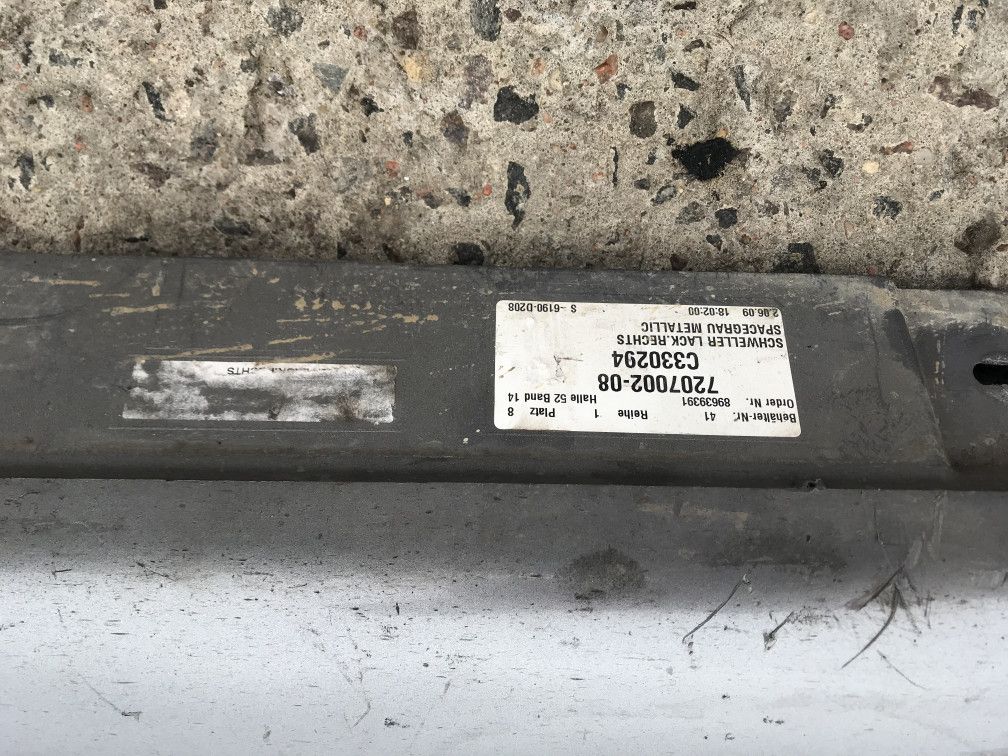 Behälter-Nr. 41 Reihe 1 Platz 8
Order Nr. 89639391 Halle 52 Band 14
7207002-08
C330294
SCHWELLER LACK.RECHTS
SPACEGRAU METALLIC
2.06.09 18:02:00 S -6190-D208